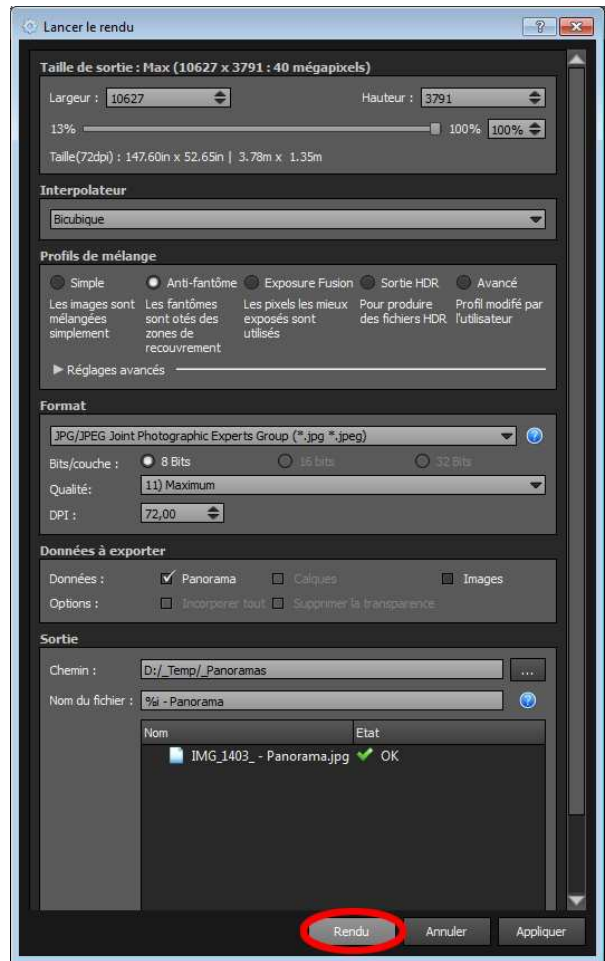 Lancer le rendu
Taille de sortie : Max (10627 x 3791 : 40 mégapixels)
Largeur : 10627 Hauteur : 3791
13% 100% 100%
Taille(72dpi) : 147.60in x 52.65in | 3.78m x 1.35m
Interpolateur
Bicubique
Profils de mélange
Simple Anti-fantôme Exposure Fusion Sortie HDR Avancé
Les images sont Les fantômes Les pixels les mieux Pour produire Profil modifé par
mélangées sont otés des exposés sont des fichiers HDR l'utilisateur
simplement zones de utilisés
recouvrement
Réglages avancés
Format
JPG/JPEG Joint Photographic Experts Group (*.jpg *.jpeg)
Bits/couche : 8 Bits 16 bits 32 Bits
Qualité: 11) Maximum
DPI : 72,00
Données à exporter
Données : Panorama Calques Images
Options : Incorporer tout Supprimer la transparence
Sortie
Chemin : D:/_Temp/_Panoramas ...
Nom du fichier : %i - Panorama
Nom Etat
IMG_1403_ - Panorama.jpg OK
Rendu Annuler Appliquer